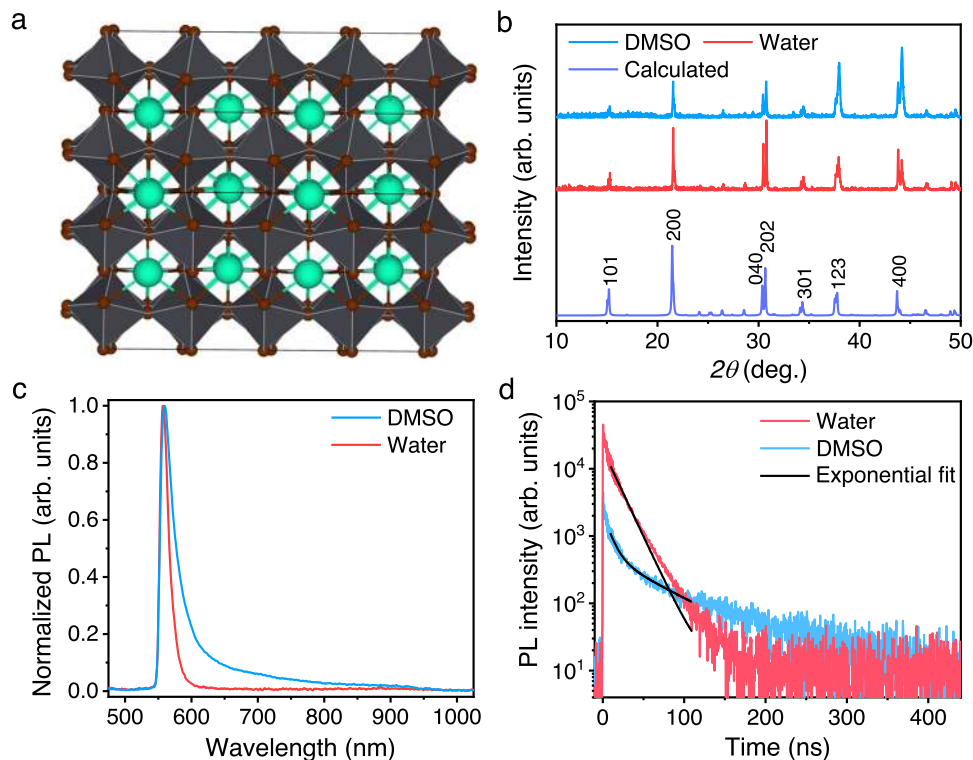 a
b
DMSO
Water
Calculated
Intensity (arb. units)
101
200
040
202
301
123
400
10
20
30
40
50
2θ (deg.)
c
DMSO
Water
Normalized PL (arb. units)
1.0
0.8
0.6
0.4
0.2
0.0
500
600
700
800
900
1000
Wavelength (nm)
d
Water
DMSO
Exponential fit
PL intensity (arb. units)
10⁵
10⁴
10³
10²
10¹
0
100
200
300
400
Time (ns)